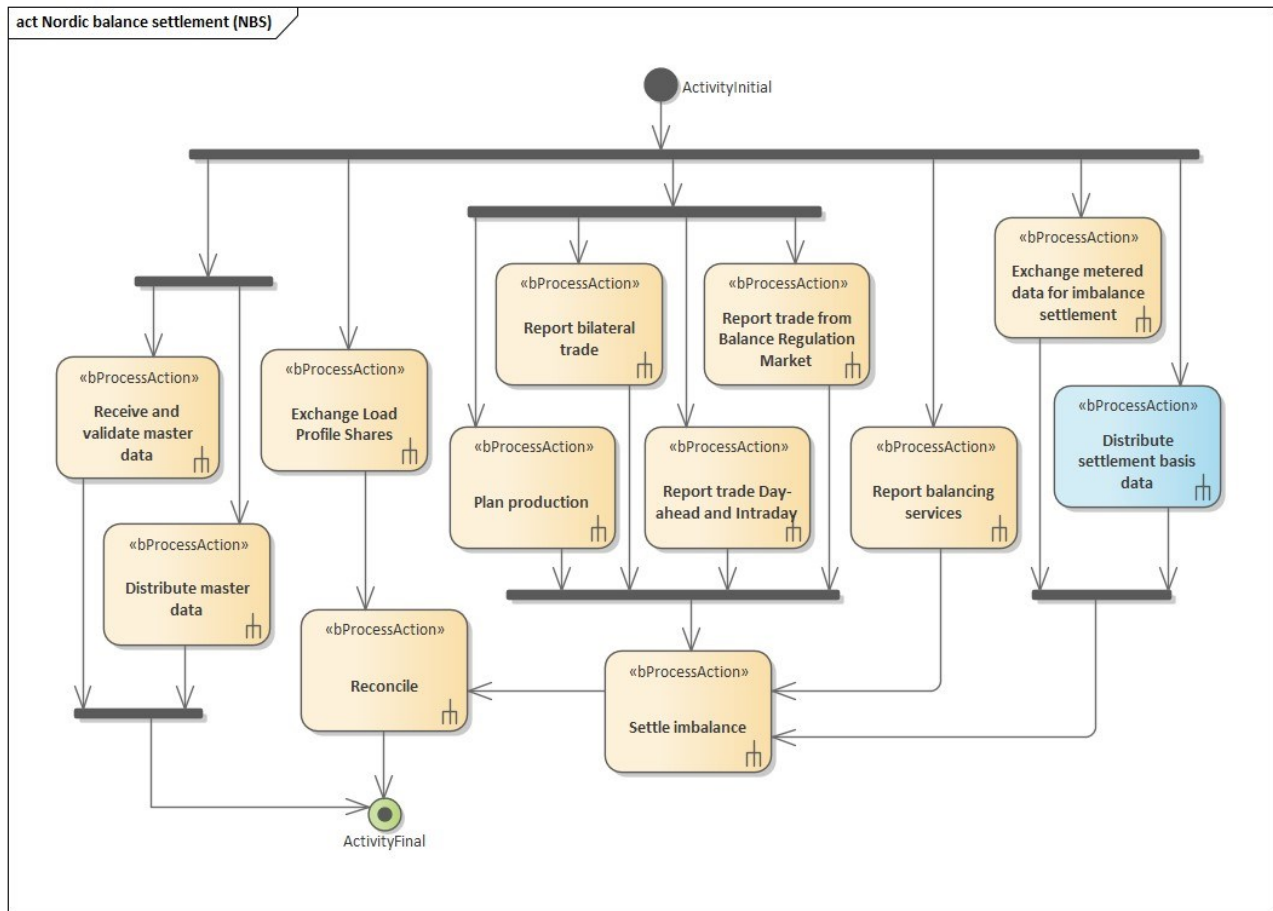 act Nordic balance settlement (NBS)
ActivityInitial
«bProcessAction»
Exchange metered
data for imbalance
settlement
«bProcessAction»
Report bilateral
trade
«bProcessAction»
Report trade from
Balance Regulation
Market
«bProcessAction»
Receive and
validate master
data
«bProcessAction»
Exchange Load
Profile Shares
«bProcessAction»
Distribute
settlement basis
data
«bProcessAction»
Plan production
«bProcessAction»
Report trade Day-
ahead and Intraday
«bProcessAction»
Report balancing
services
«bProcessAction»
Distribute master
data
«bProcessAction»
Reconcile
«bProcessAction»
Settle imbalance
ActivityFinal